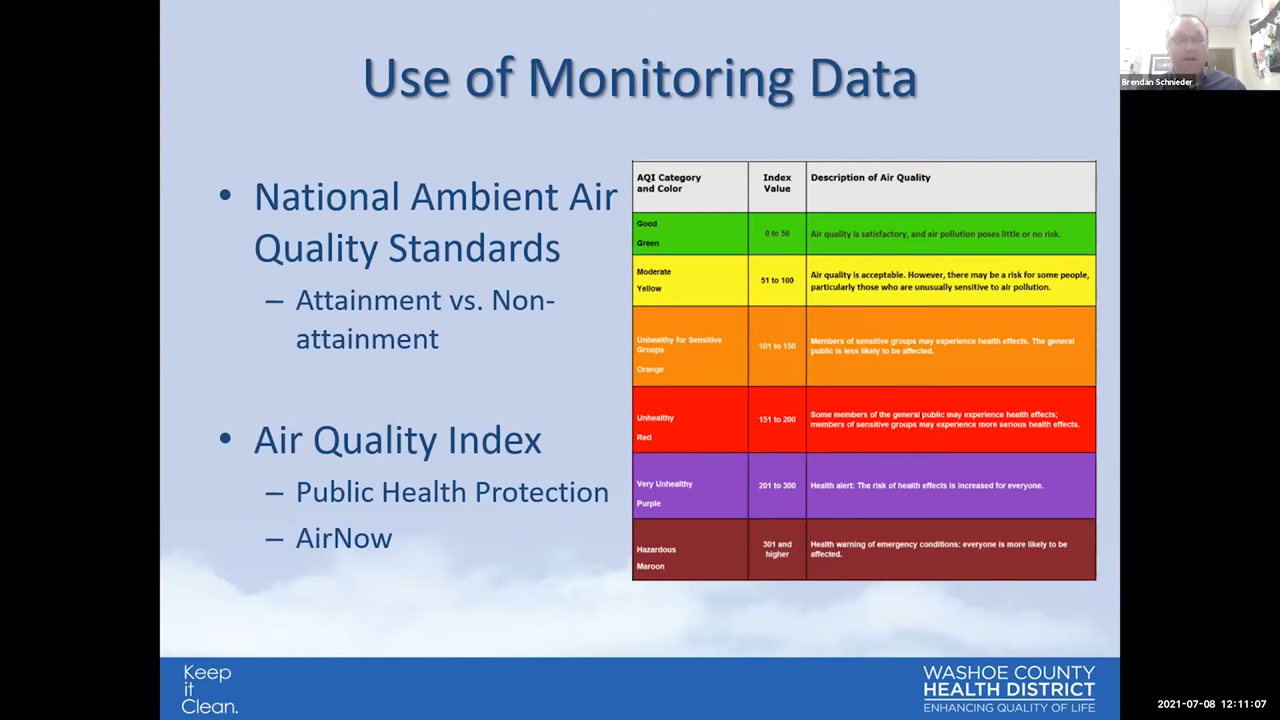 Use of Monitoring Data
• National Ambient Air
Quality Standards
– Attainment vs. Non-
attainment
• Air Quality Index
– Public Health Protection
– AirNow
AQI Category
and Color
Index
Value
Description of Air Quality
Good
Green
0 to 50
Air quality is satisfactory, and air pollution poses little or no risk.
Moderate
Yellow
51 to 100
Air quality is acceptable. However, there may be a risk for some people,
particularly those who are unusually sensitive to air pollution.
Unhealthy for Sensitive
Groups
Orange
101 to 150
Members of sensitive groups may experience health effects. The general
public is less likely to be affected.
Unhealthy
Red
151 to 200
Some members of the general public may experience health effects;
members of sensitive groups may experience more serious health effects.
Very Unhealthy
Purple
201 to 300
Health alert: The risk of health effects is increased for everyone.
Hazardous
Maroon
301 and
higher
Health warning of emergency conditions: everyone is more likely to be
affected.
Keep
it
Clean.
WASHOE COUNTY
HEALTH DISTRICT
ENHANCING QUALITY OF LIFE
Brendan Schnieder
2021-07-08 12:11:07